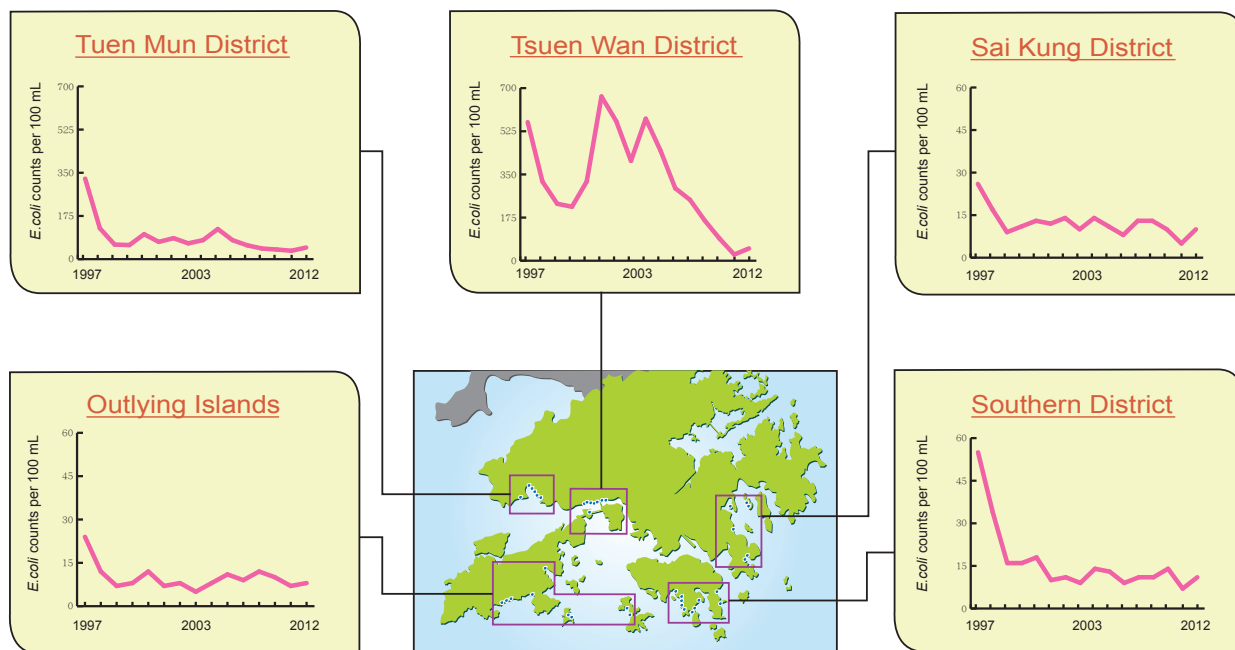 Tuen Mun District
E.coli counts per 100 mL
700
525
350
175
0
1997 2003 2012
Tsuen Wan District
E.coli counts per 100 mL
700
525
350
175
0
1997 2003 2012
Sai Kung District
E.coli counts per 100 mL
60
45
30
15
0
1997 2003 2012
Outlying Islands
E.coli counts per 100 mL
60
45
30
15
0
1997 2003 2012
Southern District
E.coli counts per 100 mL
60
45
30
15
0
1997 2003 2012